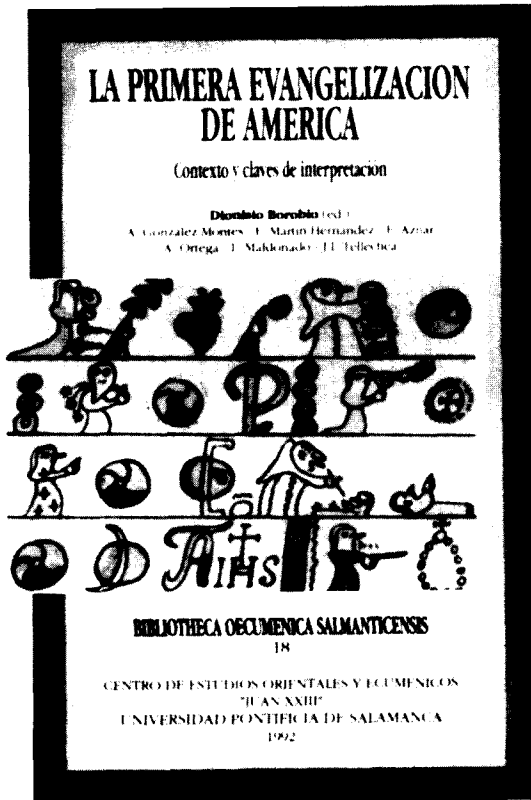 LA PRIMERA EVANGELIZACION
DE AMERICA
Contexto y claves de interpretación
Dionisio Borobio (ed.)
A. González Montes - F. Martín Hernández - F. Aznar
A. Ortega - L. Maldonado - J.I. Tellechea
IHS
BIBLIOTHECA OECUMENICA SALMANTICENSIS
18
CENTRO DE ESTUDIOS ORIENTALES Y ECUMENICOS
"JUAN XXIII"
UNIVERSIDAD PONTIFICIA DE SALAMANCA
1992